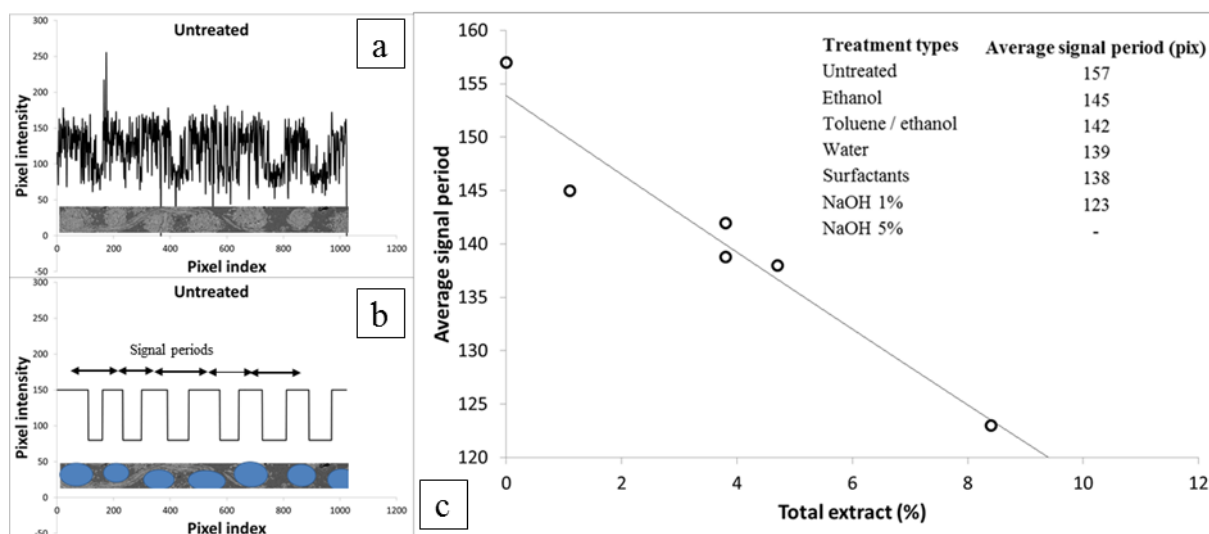 Untreated
a
300
250
200
150
100
50
0
-50
0 200 400 600 800 1000 1200
Pixel intensity
Pixel index
Untreated
b
Signal periods
300
250
200
150
100
50
0
-50
0 200 400 600 800 1000 1200
Pixel intensity
Pixel index
160
155
150
145
140
135
130
125
120
0 2 4 6 8 10 12
Average signal period
Total extract (%)
c
Treatment types Average signal period (pix)
Untreated 157
Ethanol 145
Toluene / ethanol 142
Water 139
Surfactants 138
NaOH 1% 123
NaOH 5% -